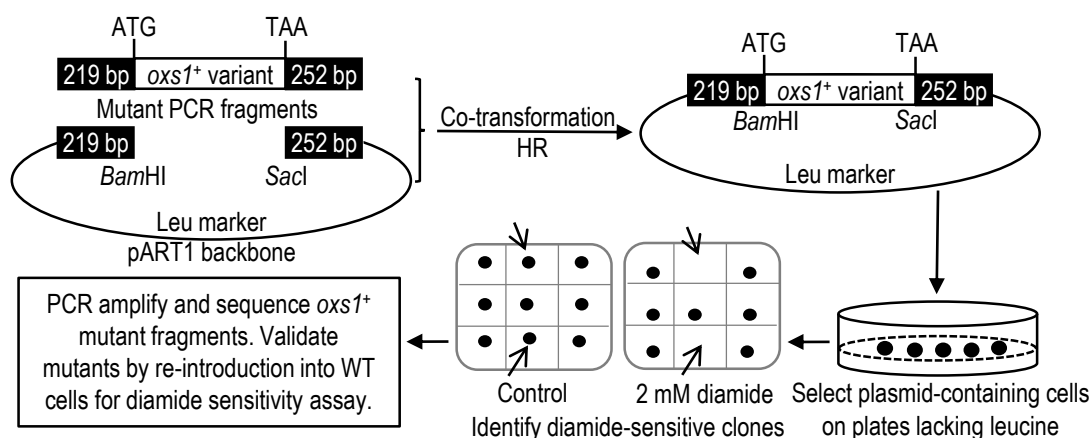 ATG TAA
219 bp oxs1+ variant 252 bp
Mutant PCR fragments
219 bp 252 bp
BamHI SacI
Leu marker
pART1 backbone
Co-transformation
HR
ATG TAA
219 bp oxs1+ variant 252 bp
BamHI SacI
Leu marker
Select plasmid-containing cells
on plates lacking leucine
Control 2 mM diamide
Identify diamide-sensitive clones
PCR amplify and sequence oxs1+
mutant fragments. Validate
mutants by re-introduction into WT
cells for diamide sensitivity assay.